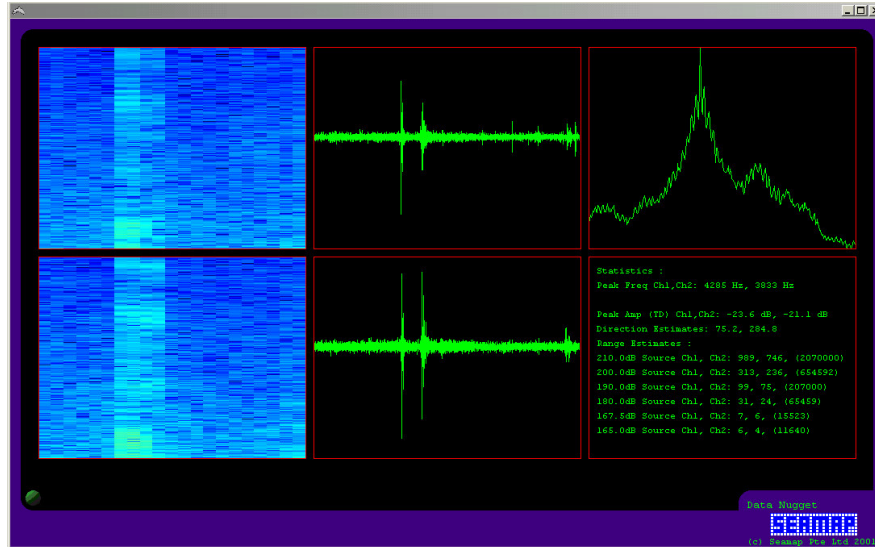 Statistics :
Peak Freq Ch1,Ch2: 4285 Hz, 3833 Hz
Peak Amp (TD) Ch1,Ch2: -23.6 dB, -21.1 dB
Direction Estimates: 75.2, 284.8
Range Estimates :
210.0dB Source Ch1, Ch2: 989, 746, (2070000)
200.0dB Source Ch1, Ch2: 313, 236, (654592)
190.0dB Source Ch1, Ch2: 99, 75, (207000)
180.0dB Source Ch1, Ch2: 31, 24, (65459)
167.5dB Source Ch1, Ch2: 7, 6, (15523)
165.0dB Source Ch1, Ch2: 6, 4, (11640)
Data Nugget
SEAMAP
(c) Seamap Pte Ltd 2001